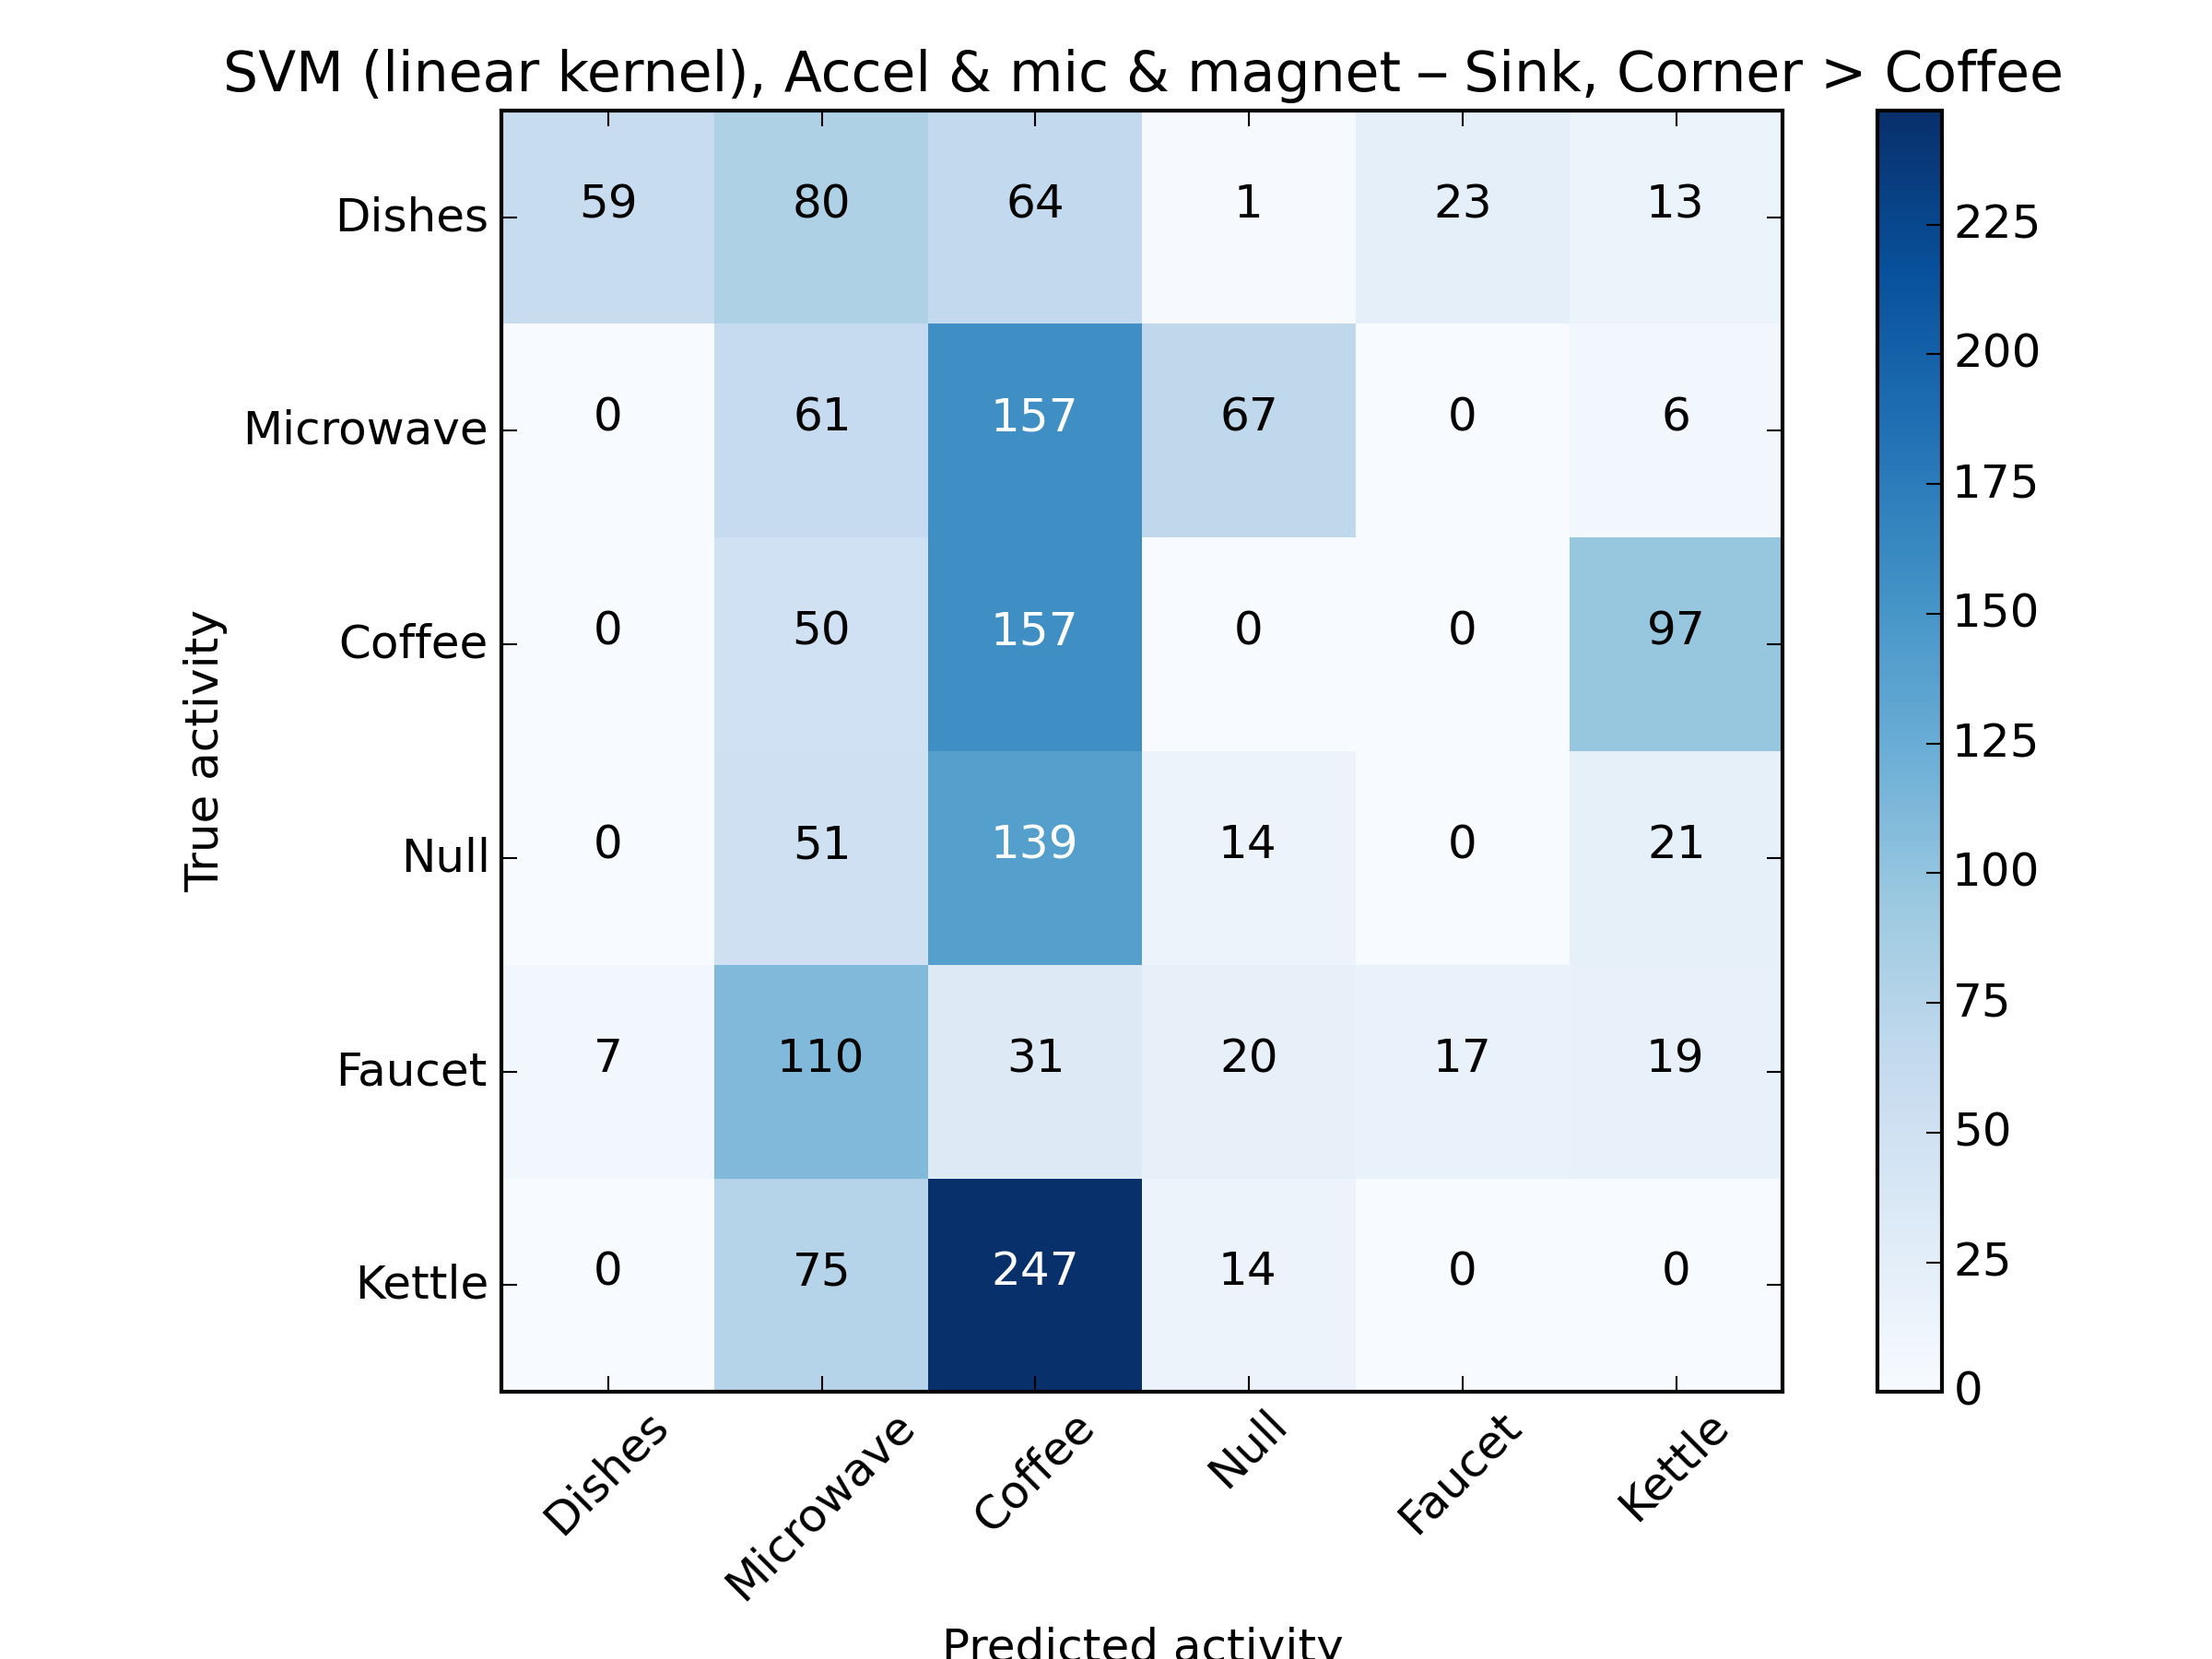 SVM (linear kernel), Accel & mic & magnet – Sink, Corner > Coffee
Dishes 59 80 64 1 23 13
Microwave 0 61 157 67 0 6
Coffee 0 50 157 0 0 97
Null 0 51 139 14 0 21
Faucet 7 110 31 20 17 19
Kettle 0 75 247 14 0 0
True activity
Dishes Microwave Coffee Null Faucet Kettle
Predicted activity
225
200
175
150
125
100
75
50
25
0